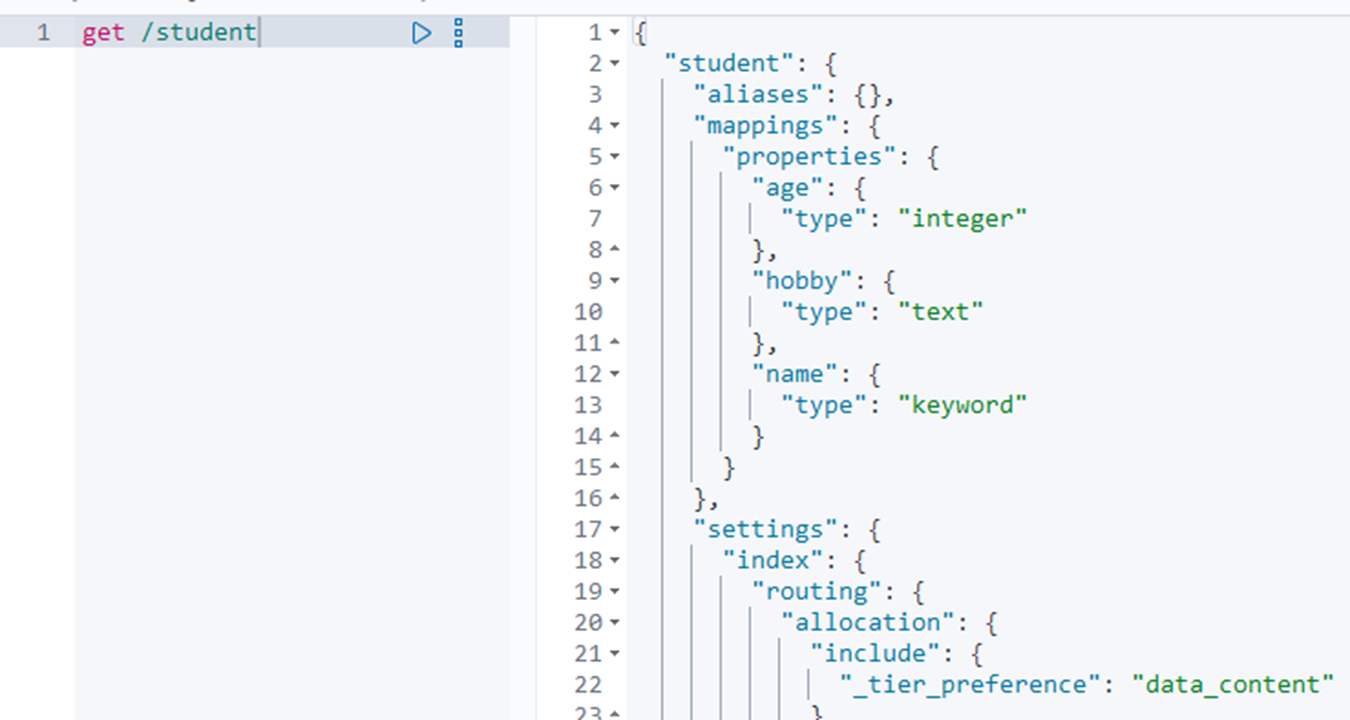 1 get /student
1 {
2 "student": {
3 "aliases": {},
4 "mappings": {
5 "properties": {
6 "age": {
7 "type": "integer"
8 },
9 "hobby": {
10 "type": "text"
11 },
12 "name": {
13 "type": "keyword"
14 }
15 }
16 },
17 "settings": {
18 "index": {
19 "routing": {
20 "allocation": {
21 "include": {
22 "_tier_preference": "data_content"
23 }